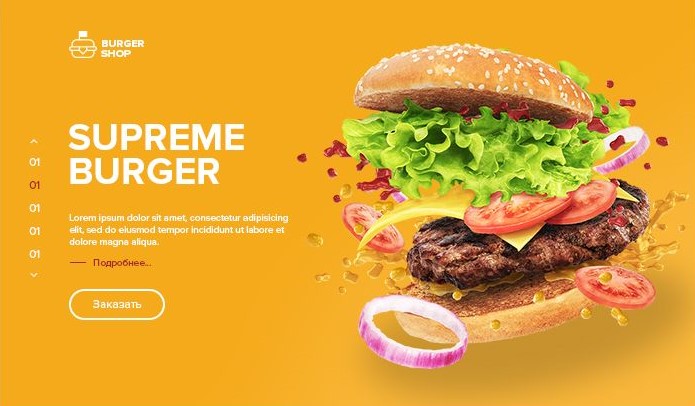 BURGER
SHOP
SUPREME
BURGER
01
01
01
01
01
Lorem ipsum dolor sit amet, consectetur adipisicing
elit, sed do eiusmod tempor incididunt ut labore et
dolore magna aliqua.
Подробнее...
Заказать